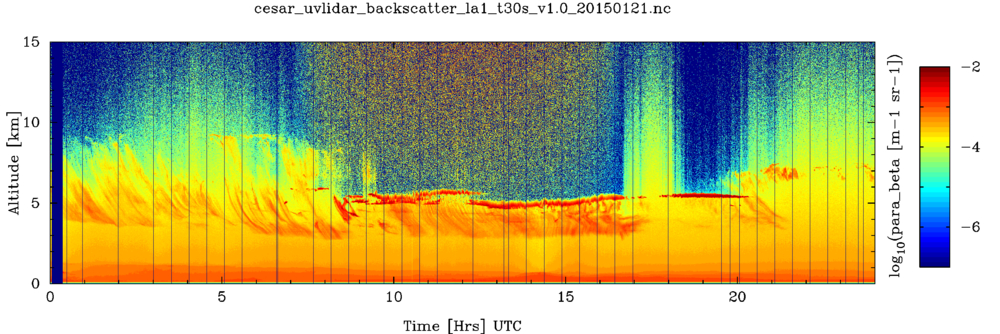 cesar_uvlidar_backscatter_la1_t30s_v1.0_20150121.nc
15
10
5
0
Altitude [km]
0 5 10 15 20
Time [Hrs] UTC
-2
-4
-6
log10(para_beta [m-1 sr-1])